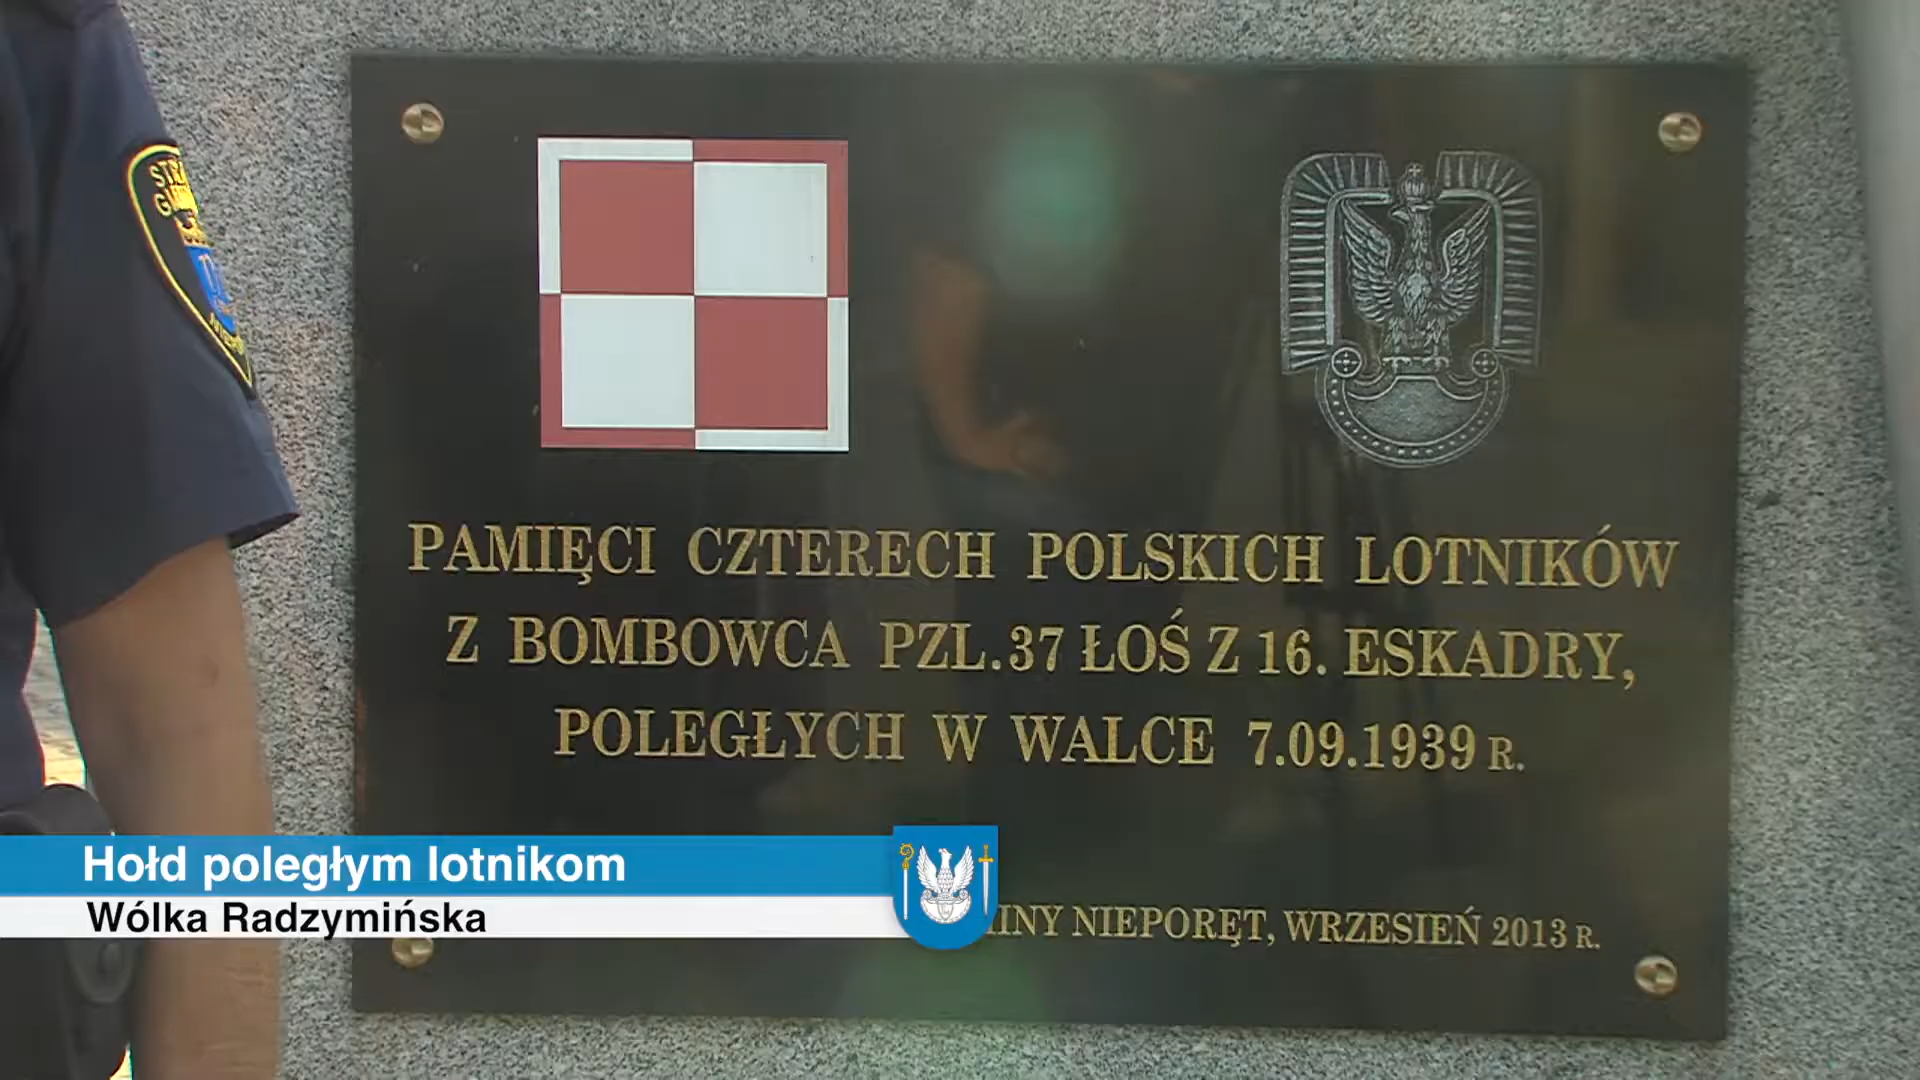 PAMIĘCI CZTERECH POLSKICH LOTNIKÓW
Z BOMBOWCA PZL.37 ŁOŚ Z 16. ESKADRY,
POLEGŁYCH W WALCE 7.09.1939 R.
NIEPORĘT, WRZESIEŃ 2013 R.
Hołd poległym lotnikom
Wólka Radzymińska